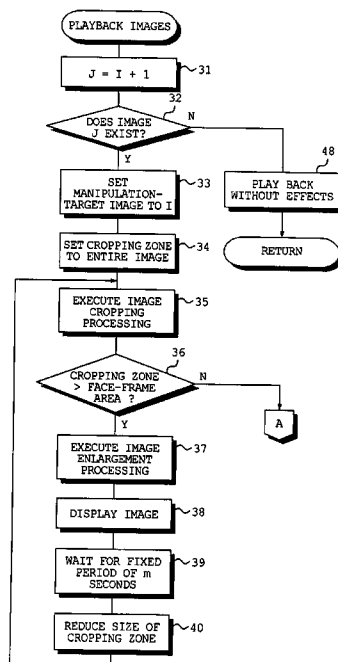 PLAYBACK IMAGES
J = I + 1
31
32
DOES IMAGE
J EXIST?
N
Y
SET
MANIPULATION-
TARGET IMAGE TO I
33
48
PLAY BACK
WITHOUT EFFECTS
SET CROPPING ZONE
TO ENTIRE IMAGE
34
RETURN
EXECUTE IMAGE
CROPPING
PROCESSING
35
36
CROPPING ZONE
> FACE-FRAME
AREA ?
N
Y
A
EXECUTE IMAGE
ENLARGEMENT
PROCESSING
37
DISPLAY IMAGE
38
WAIT FOR FIXED
PERIOD OF m
SECONDS
39
REDUCE SIZE OF
CROPPING ZONE
40